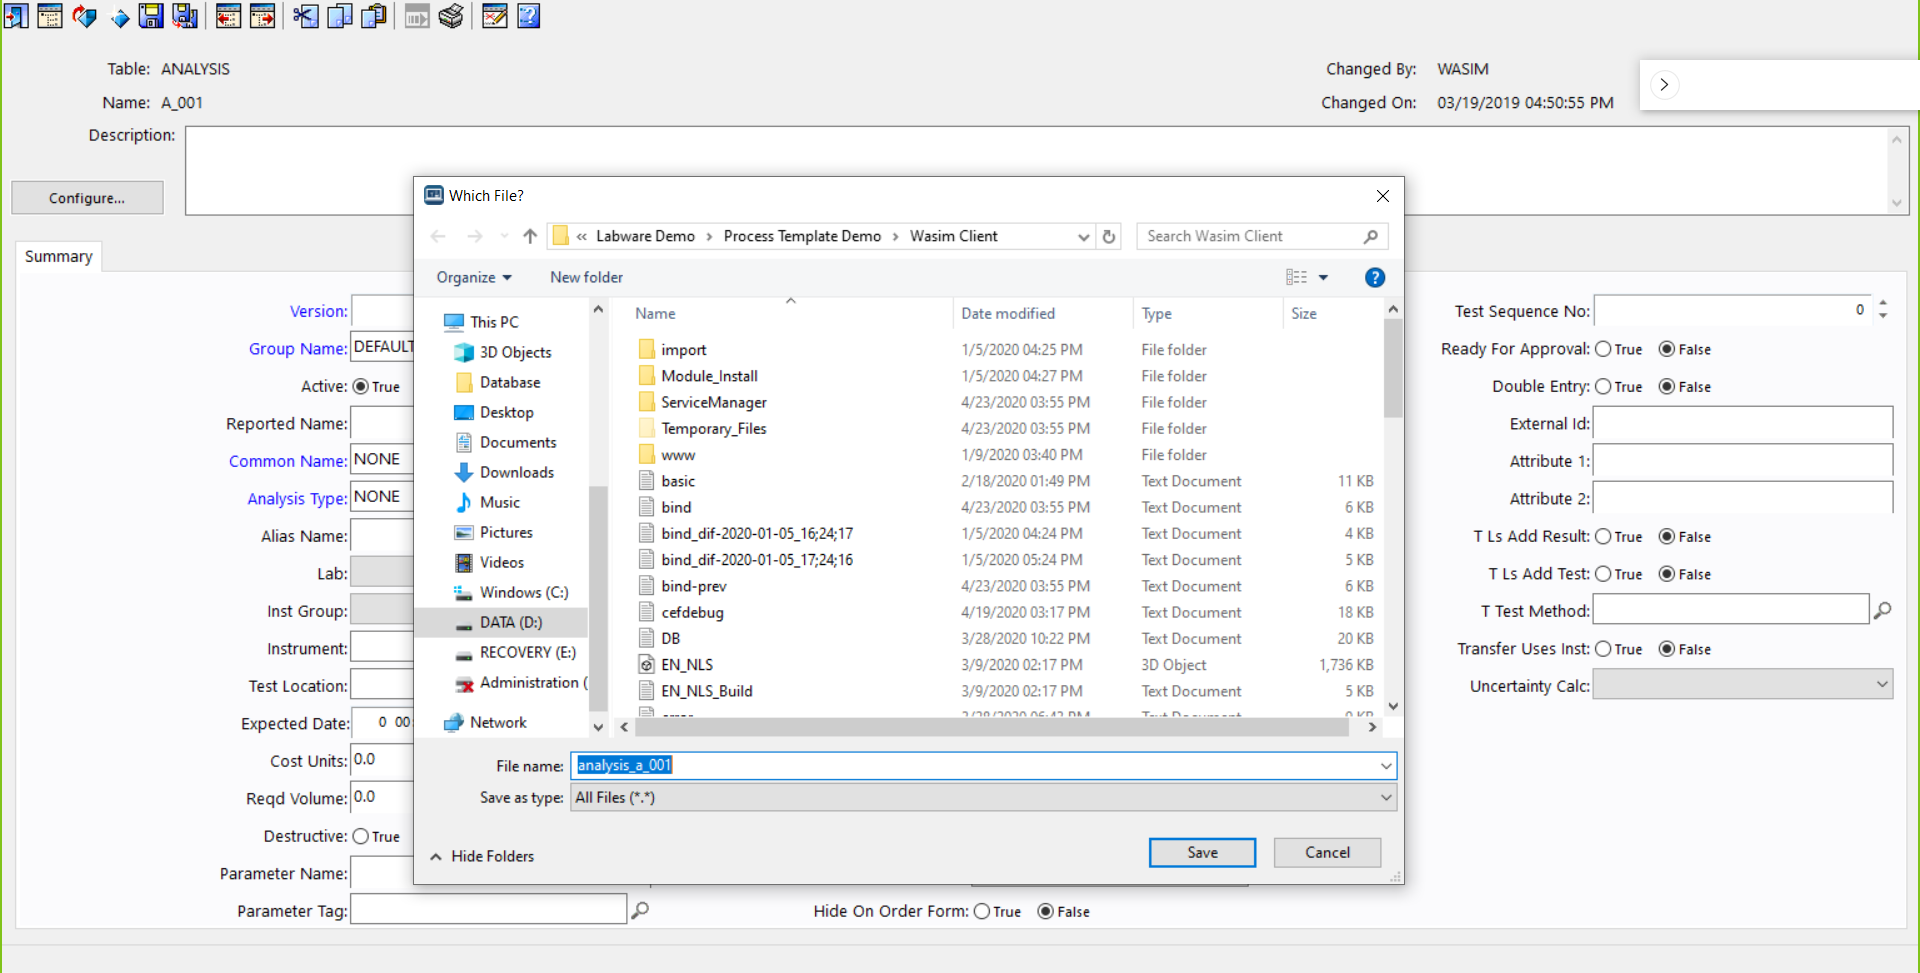 Table: ANALYSIS
Changed By: WASIM
Name: A_001
Changed On: 03/19/2019 04:50:55 PM
Description:
Configure...
Summary
Version:
Group Name: DEFAULT
Active: True
Reported Name:
Common Name: NONE
Analysis Type: NONE
Alias Name:
Lab:
Inst Group:
Instrument:
Test Location:
Expected Date: 0 00:
Cost Units: 0.0
Reqd Volume: 0.0
Destructive: True
Parameter Name:
Parameter Tag:
Which File?
« Labware Demo > Process Template Demo > Wasim Client
Search Wasim Client
Organize
New folder
This PC
3D Objects
Database
Desktop
Documents
Downloads
Music
Pictures
Videos
Windows (C:)
DATA (D:)
RECOVERY (E:)
Administration (
Network
Name Date modified Type Size
import 1/5/2020 04:25 PM File folder
Module_Install 1/5/2020 04:27 PM File folder
ServiceManager 4/23/2020 03:55 PM File folder
Temporary_Files 4/23/2020 03:55 PM File folder
www 1/9/2020 03:40 PM File folder
basic 2/18/2020 01:49 PM Text Document 11 KB
bind 4/23/2020 03:55 PM Text Document 6 KB
bind_dif-2020-01-05_16;24;17 1/5/2020 04:24 PM Text Document 4 KB
bind_dif-2020-01-05_17;24;16 1/5/2020 05:24 PM Text Document 5 KB
bind-prev 4/23/2020 03:55 PM Text Document 6 KB
cefdebug 4/19/2020 03:17 PM Text Document 18 KB
DB 3/28/2020 10:22 PM Text Document 20 KB
EN_NLS 3/9/2020 02:17 PM 3D Object 1,736 KB
EN_NLS_Build 3/9/2020 02:17 PM Text Document 5 KB
File name: analysis_a_001
Save as type: All Files (*.*)
Hide Folders
Save
Cancel
Hide On Order Form: True False
Test Sequence No: 0
Ready For Approval: True False
Double Entry: True False
External Id:
Attribute 1:
Attribute 2:
T Ls Add Result: True False
T Ls Add Test: True False
T Test Method:
Transfer Uses Inst: True False
Uncertainty Calc: